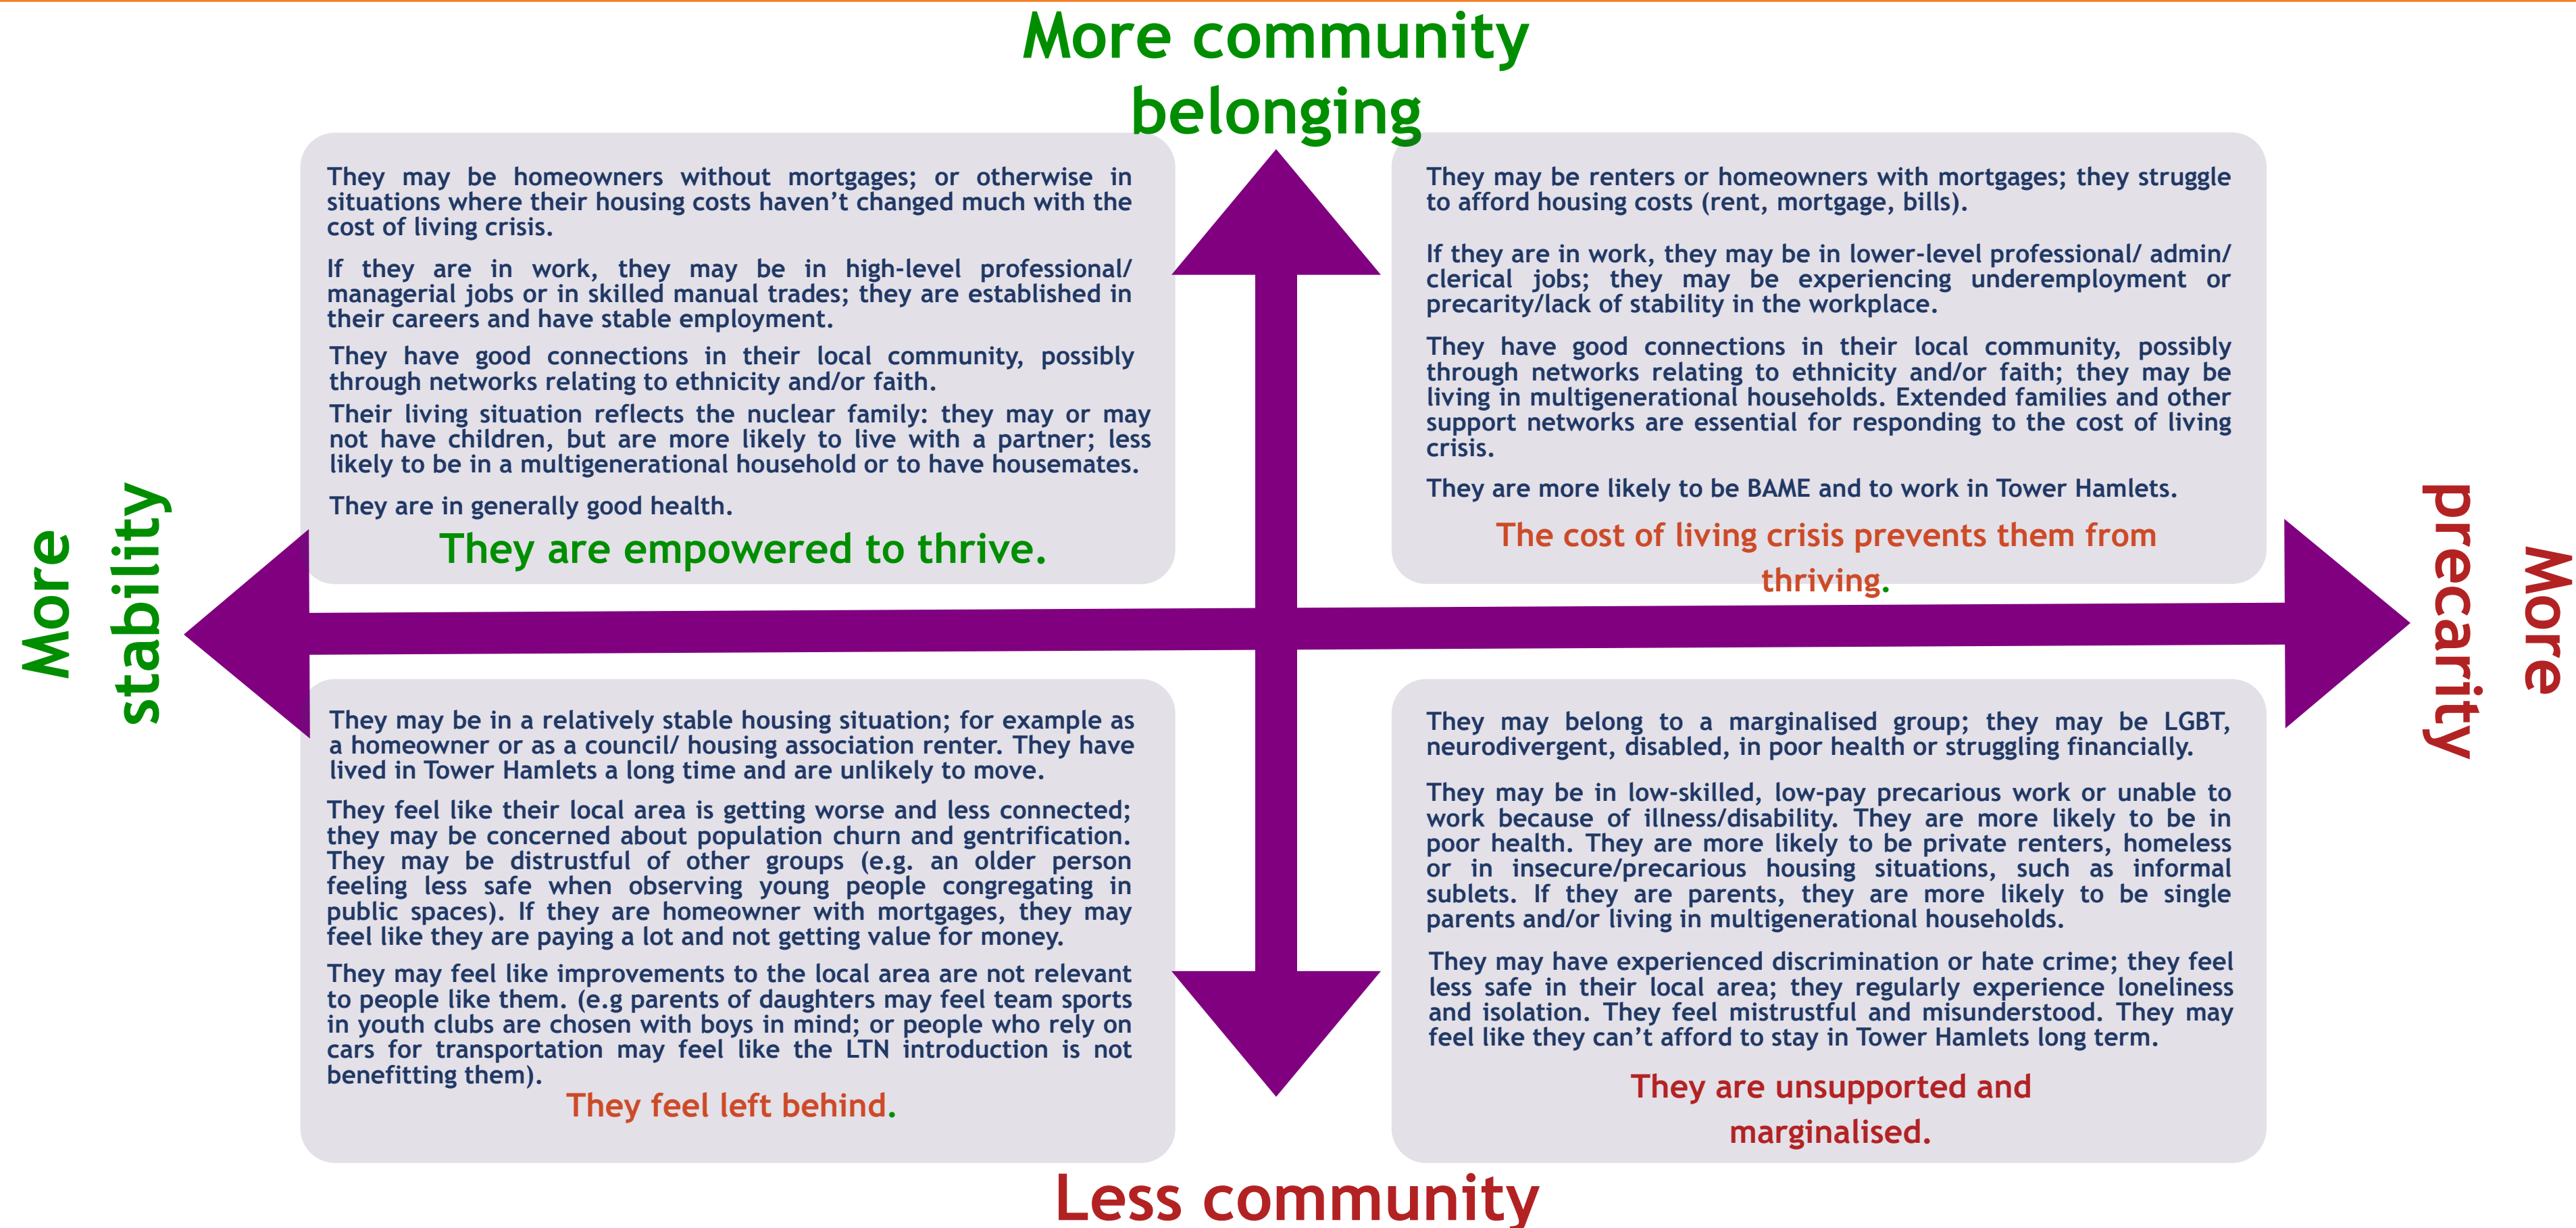 More community
belonging
They may be homeowners without mortgages; or otherwise in
situations where their housing costs haven’t changed much with the
cost of living crisis.
If they are in work, they may be in high-level professional/
managerial jobs or in skilled manual trades; they are established in
their careers and have stable employment.
They have good connections in their local community, possibly
through networks relating to ethnicity and/or faith.
Their living situation reflects the nuclear family: they may or may
not have children, but are more likely to live with a partner; less
likely to be in a multigenerational household or to have housemates.
They are in generally good health.
They are empowered to thrive.
They may be renters or homeowners with mortgages; they struggle
to afford housing costs (rent, mortgage, bills).
If they are in work, they may be in lower-level professional/ admin/
clerical jobs; they may be experiencing underemployment or
precarity/lack of stability in the workplace.
They have good connections in their local community, possibly
through networks relating to ethnicity and/or faith; they may be
living in multigenerational households. Extended families and other
support networks are essential for responding to the cost of living
crisis.
They are more likely to be BAME and to work in Tower Hamlets.
The cost of living crisis prevents them from
thriving.
More
stability
More
precarity
They may be in a relatively stable housing situation; for example as
a homeowner or as a council/ housing association renter. They have
lived in Tower Hamlets a long time and are unlikely to move.
They feel like their local area is getting worse and less connected;
they may be concerned about population churn and gentrification.
They may be distrustful of other groups (e.g. an older person
feeling less safe when observing young people congregating in
public spaces). If they are homeowner with mortgages, they may
feel like they are paying a lot and not getting value for money.
They may feel like improvements to the local area are not relevant
to people like them. (e.g parents of daughters may feel team sports
in youth clubs are chosen with boys in mind; or people who rely on
cars for transportation may feel like the LTN introduction is not
benefitting them).
They feel left behind.
They may belong to a marginalised group; they may be LGBT,
neurodivergent, disabled, in poor health or struggling financially.
They may be in low-skilled, low-pay precarious work or unable to
work because of illness/disability. They are more likely to be in
poor health. They are more likely to be private renters, homeless
or in insecure/precarious housing situations, such as informal
sublets. If they are parents, they are more likely to be single
parents and/or living in multigenerational households.
They may have experienced discrimination or hate crime; they feel
less safe in their local area; they regularly experience loneliness
and isolation. They feel mistrustful and misunderstood. They may
feel like they can’t afford to stay in Tower Hamlets long term.
They are unsupported and
marginalised.
Less community